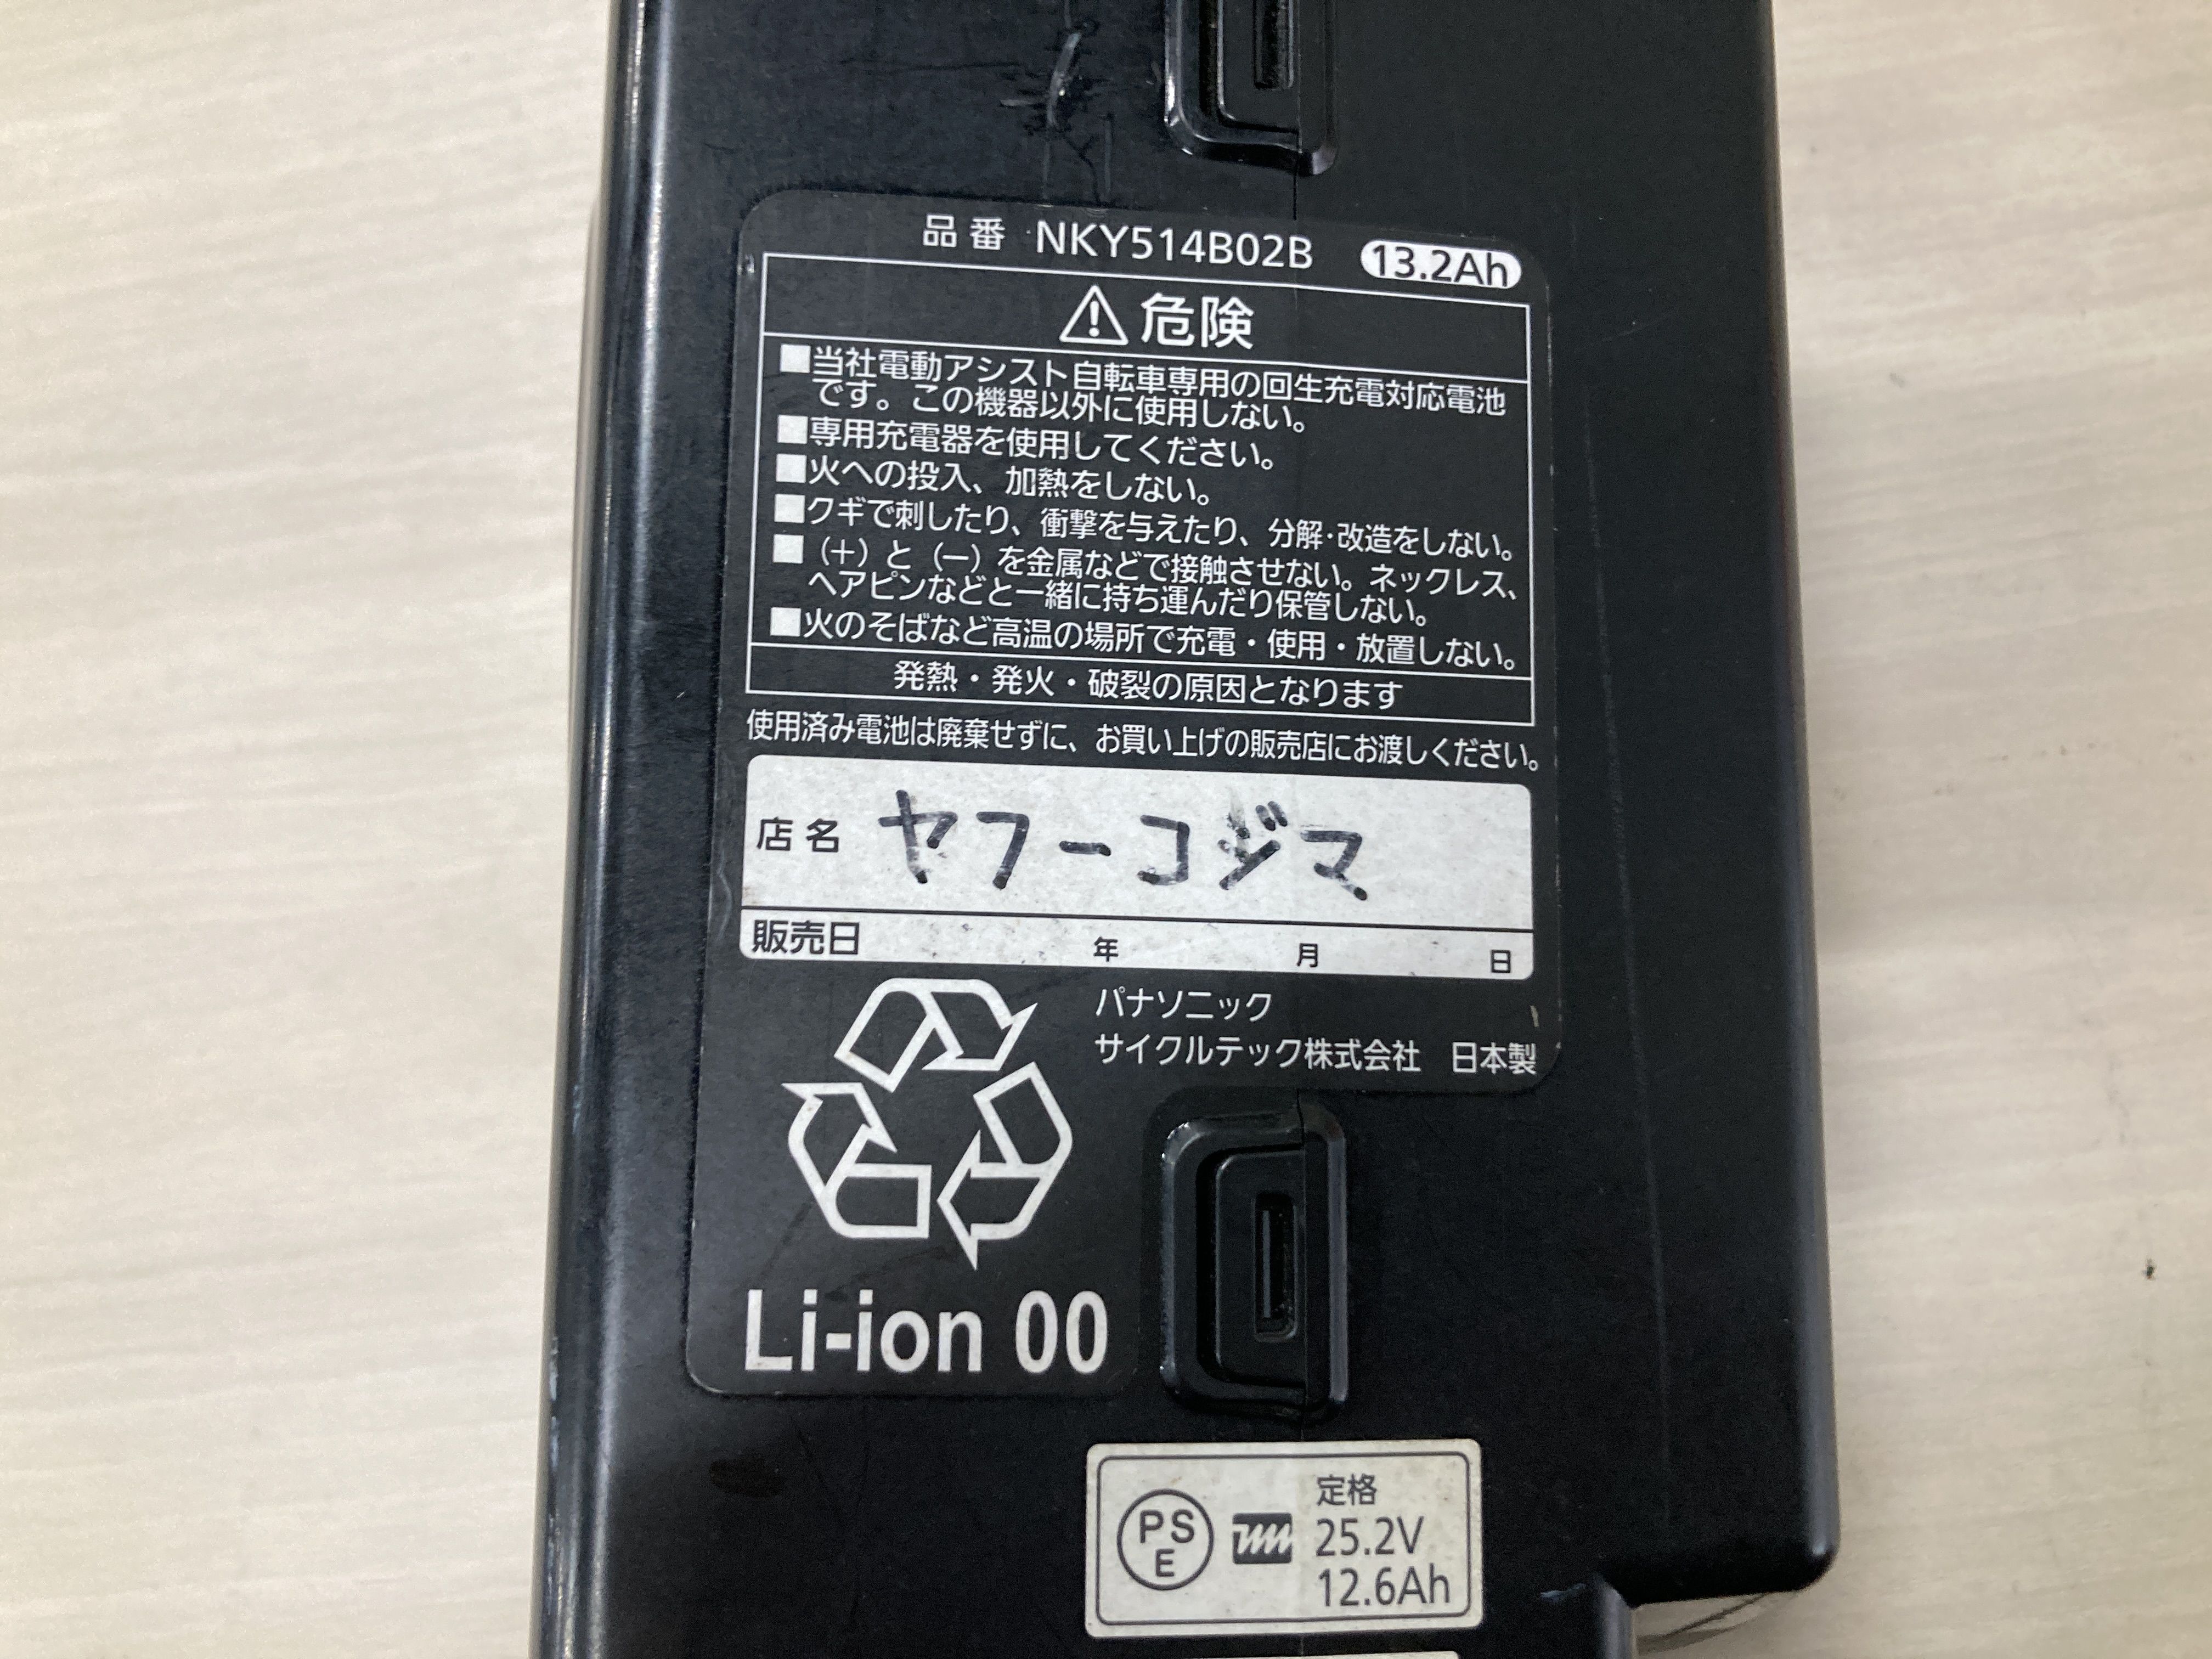 品番 NKY514B02B 13.2Ah
危険
■当社電動アシスト自転車専用の回生充電対応電池
です。この機器以外に使用しない。
■専用充電器を使用してください。
■火への投入、加熱をしない。
■クギで刺したり、衝撃を与えたり、分解・改造をしない。
■（＋）と（－）を金属などで接触させない。ネックレス、
ヘアピンなどと一緒に持ち運んだり保管しない。
■火のそばなど高温の場所で充電・使用・放置しない。
発熱・発火・破裂の原因となります
使用済み電池は廃棄せずに、お買い上げの販売店にお渡しください。
店名 ヤフーコジマ
販売日 年 月 日
パナソニック
サイクルテック株式会社 日本製
Li-ion 00
PSE
定格
25.2V
12.6Ah